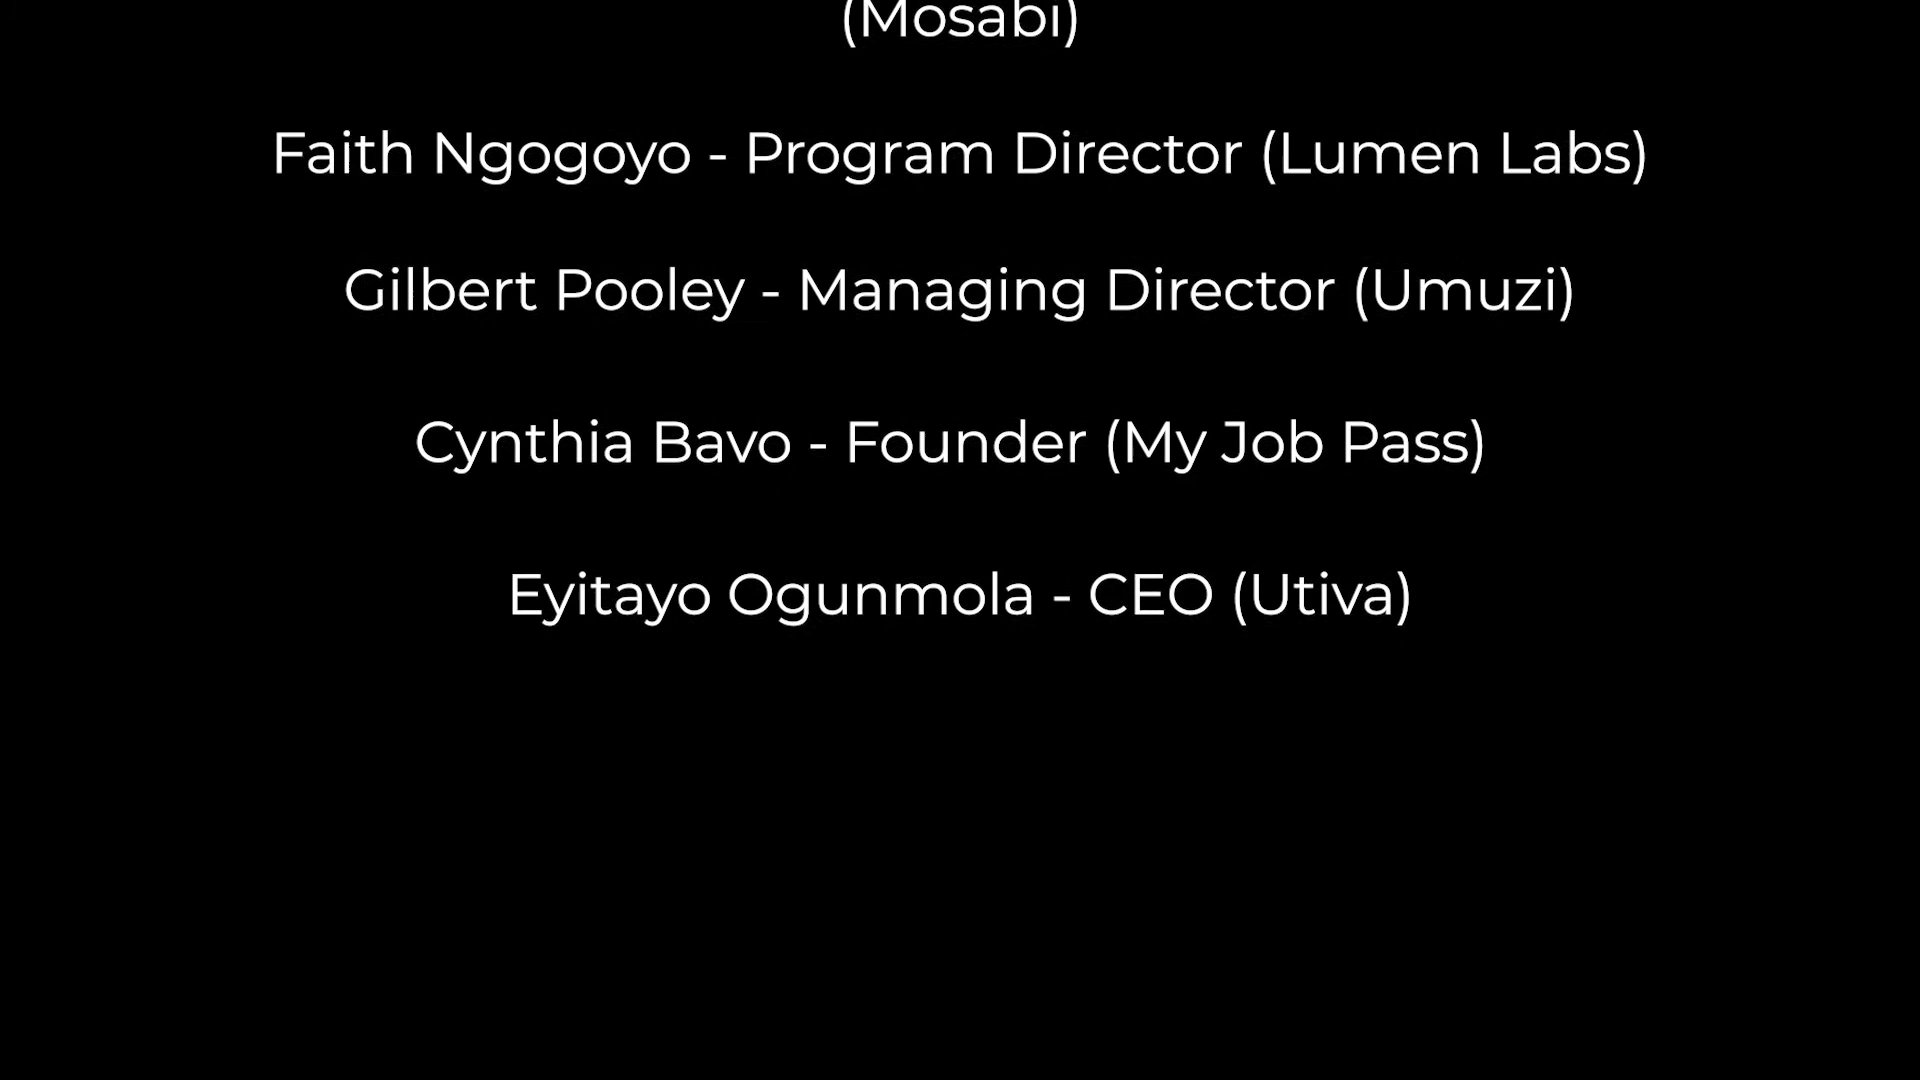 (Mosabi)
Faith Ngogoyo - Program Director (Lumen Labs)
Gilbert Pooley - Managing Director (Umuzi)
Cynthia Bavo - Founder (My Job Pass)
Eyitayo Ogunmola - CEO (Utiva)